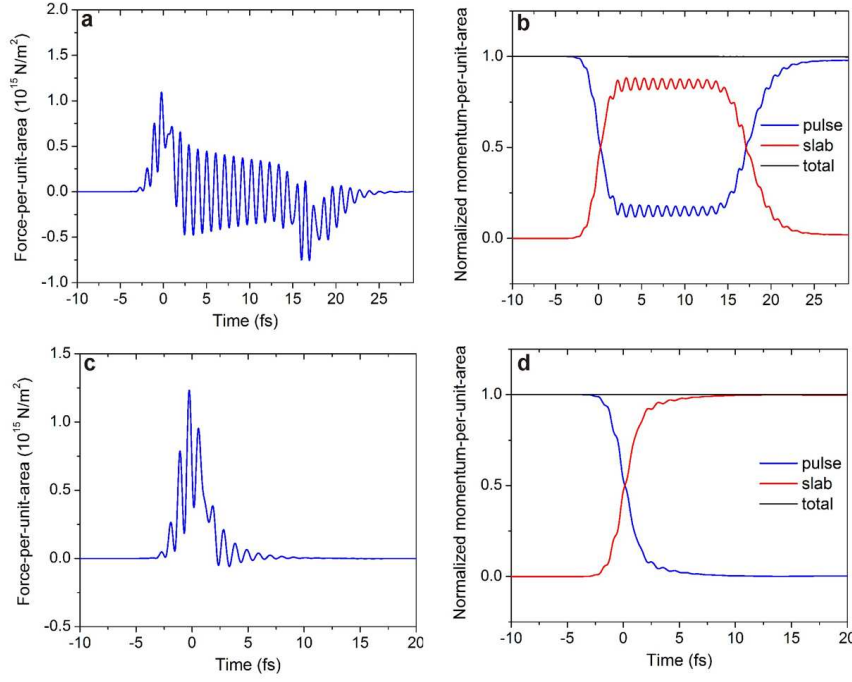 a
Force-per-unit-area (10¹⁵ N/m²)
2.0
1.5
1.0
0.5
0.0
-0.5
-1.0
-10 -5 0 5 10 15 20 25
Time (fs)
b
Normalized momentum-per-unit-area
1.0
0.5
0.0
pulse
slab
total
-10 -5 0 5 10 15 20 25
Time (fs)
c
Force-per-unit-area (10¹⁵ N/m²)
1.5
1.0
0.5
0.0
-0.5
-10 -5 0 5 10 15 20
Time (fs)
d
Normalized momentum-per-unit-area
1.0
0.5
0.0
pulse
slab
total
-10 -5 0 5 10 15 20
Time (fs)